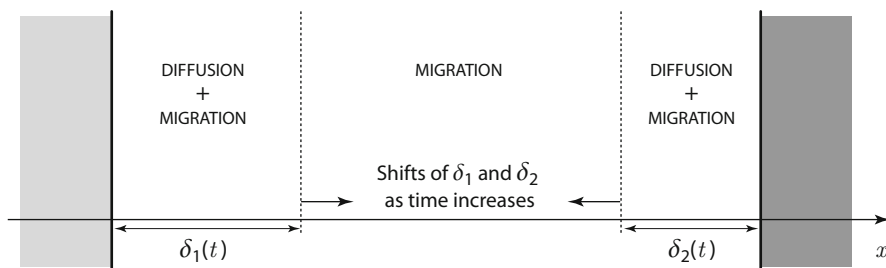 DIFFUSION
+
MIGRATION
MIGRATION
DIFFUSION
+
MIGRATION
Shifts of δ₁ and δ₂
as time increases
δ₁(t)
δ₂(t)
x